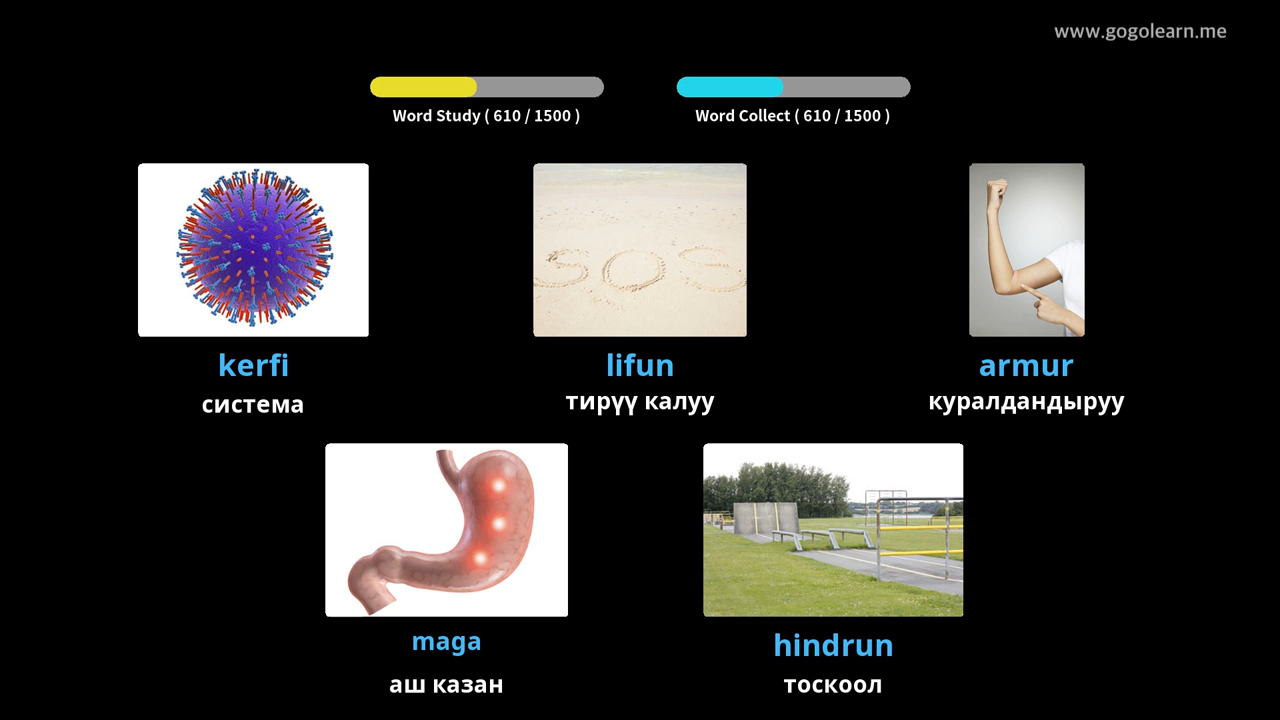 www.gogolearn.me
Word Study ( 610 / 1500 )
Word Collect ( 610 / 1500 )
kerfi
система
lifun
тирүү калуу
armur
куралдандыруу
maga
аш казан
hindrun
тоскоол
SOS